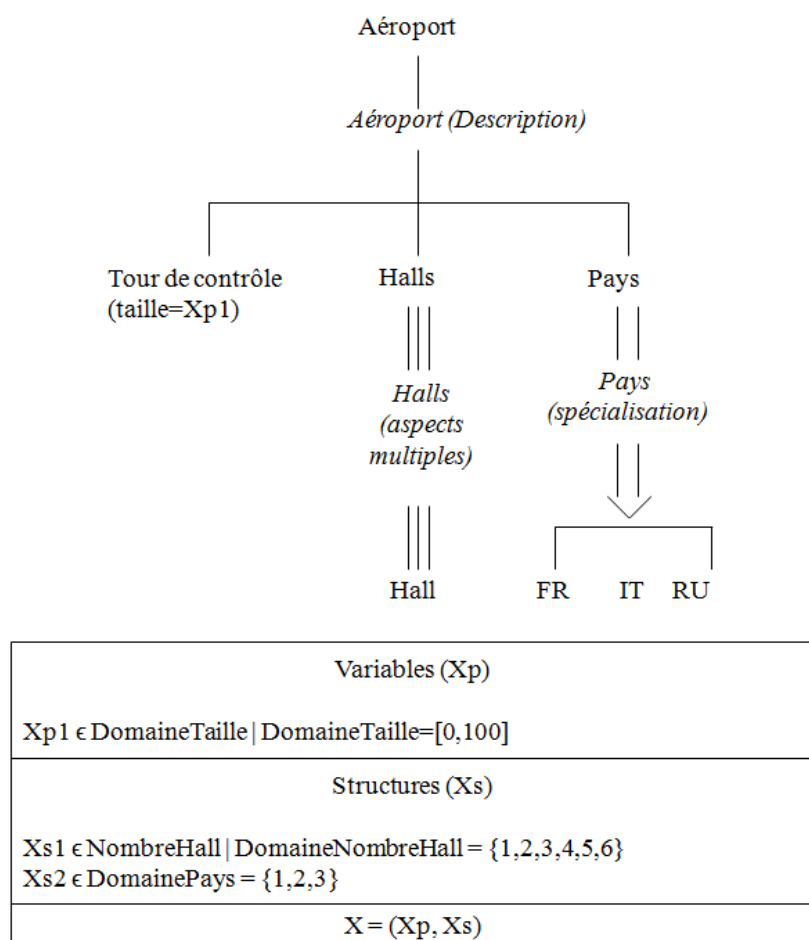 Aéroport
Aéroport (Description)
Tour de contrôle
(taille=Xp1)
Halls
Pays
Halls
(aspects
multiples)
Pays
(spécialisation)
Hall
FR IT RU
Variables (Xp)
Xp1 ϵ DomaineTaille | DomaineTaille=[0,100]
Structures (Xs)
Xs1 ϵ NombreHall | DomaineNombreHall = {1,2,3,4,5,6}
Xs2 ϵ DomainePays = {1,2,3}
X = (Xp, Xs)